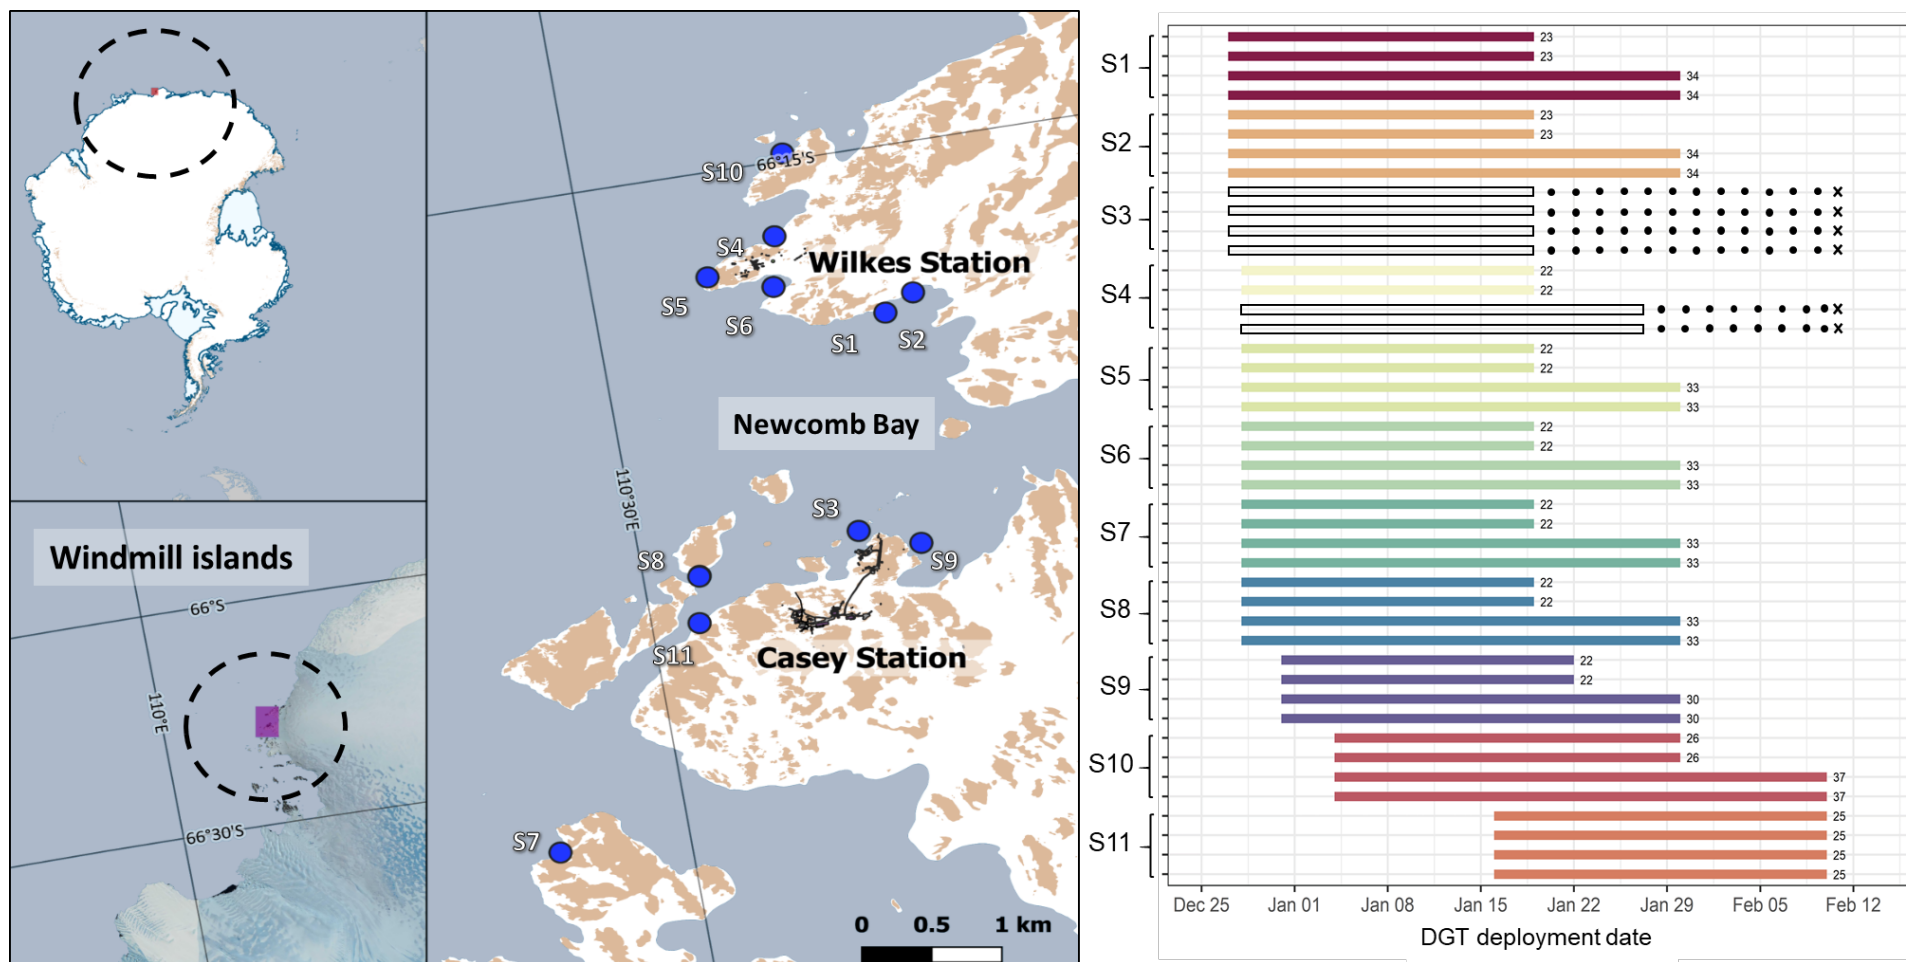 Windmill islands
66°S
110°E
66°30'S
S10
66°15'S
S4
Wilkes Station
S5
S6
S1
S2
Newcomb Bay
110°30'E
S3
S8
S9
S11
Casey Station
S7
0 0.5 1 km
S1
23
23
34
34
S2
23
23
34
34
S3
x
x
x
x
S4
22
22
x
x
S5
22
22
33
33
S6
22
22
33
33
S7
22
22
33
33
S8
22
22
33
33
S9
22
22
30
30
S10
26
26
37
37
S11
25
25
25
25
Dec 25 Jan 01 Jan 08 Jan 15 Jan 22 Jan 29 Feb 05 Feb 12
DGT deployment date